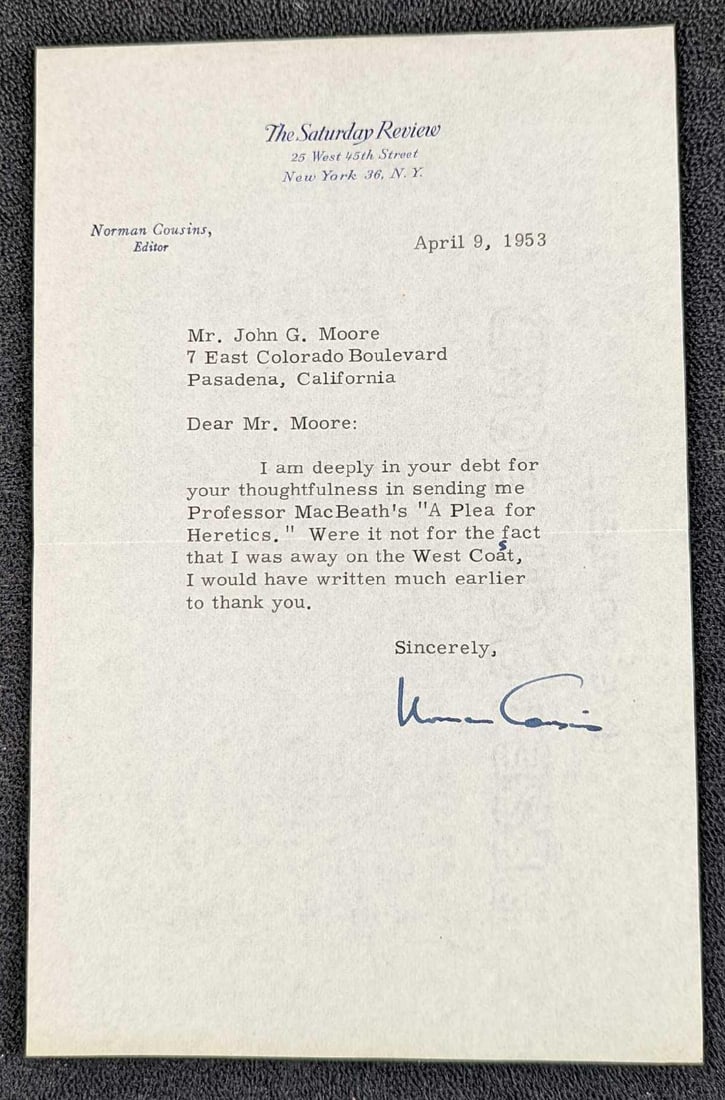 The Saturday Review
25 West 45th Street
New York 36, N. Y.
Norman Cousins,
Editor
April 9, 1953
Mr. John G. Moore
7 East Colorado Boulevard
Pasadena, California
Dear Mr. Moore:
I am deeply in your debt for
your thoughtfulness in sending me
Professor MacBeath's "A Plea for
Heretics." Were it not for the fact
that I was away on the West Coast,
I would have written much earlier
to thank you.
Sincerely,
Norman Cousins